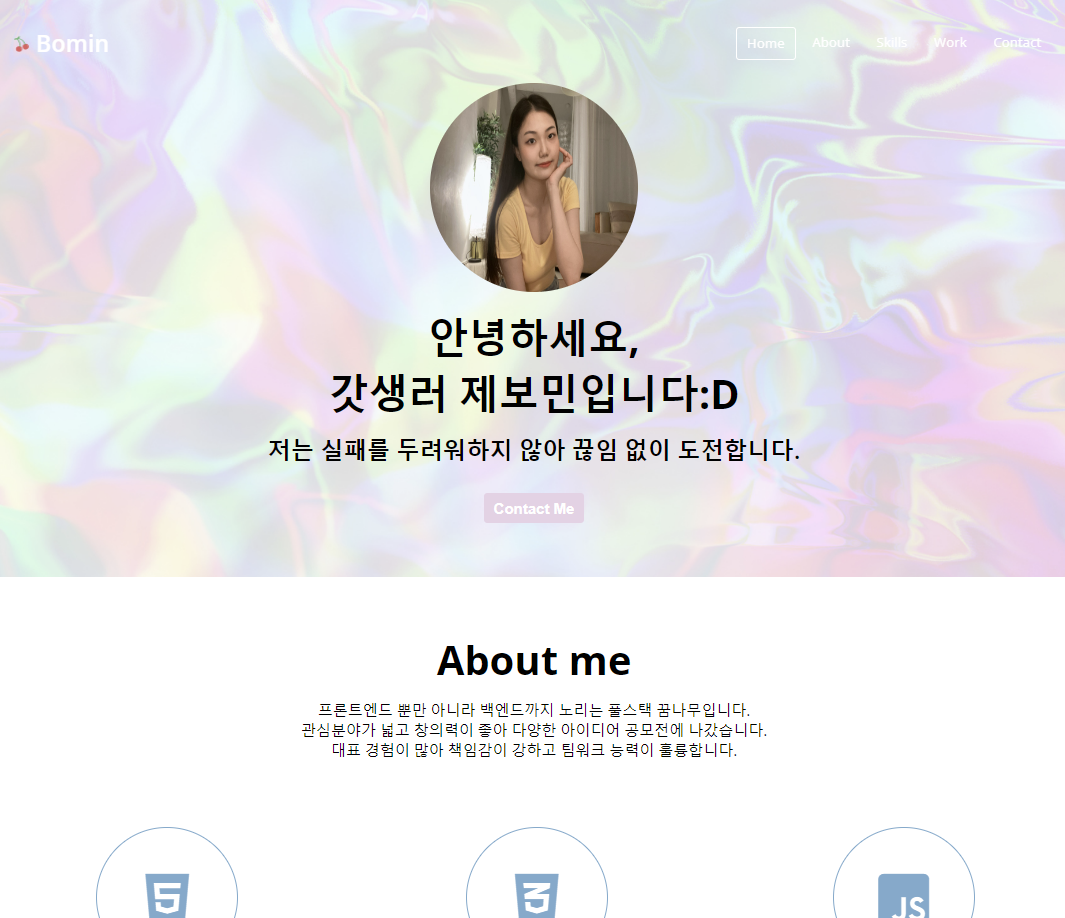 Bomin
Home About Skills Work Contact
안녕하세요,
갓생러 제보민입니다:D
저는 실패를 두려워하지 않아 끊임 없이 도전합니다.
Contact Me
About me
프론트엔드 뿐만 아니라 백엔드까지 노리는 풀스택 꿈나무입니다.
관심분야가 넓고 창의력이 좋아 다양한 아이디어 공모전에 나갔습니다.
대표 경험이 많아 책임감이 강하고 팀워크 능력이 훌륭합니다.
5 3 JS